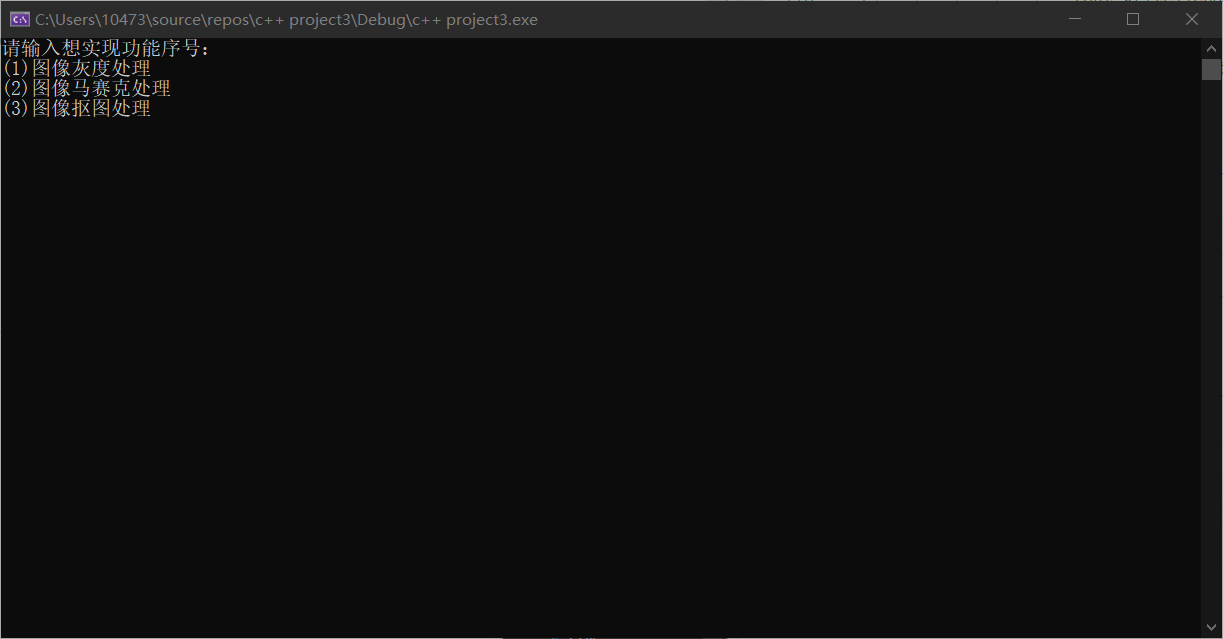 C:\Users\10473\source\repos\c++ project3\Debug\c++ project3.exe
请输入想实现功能序号:
(1)图像灰度处理
(2)图像马赛克处理
(3)图像抠图处理